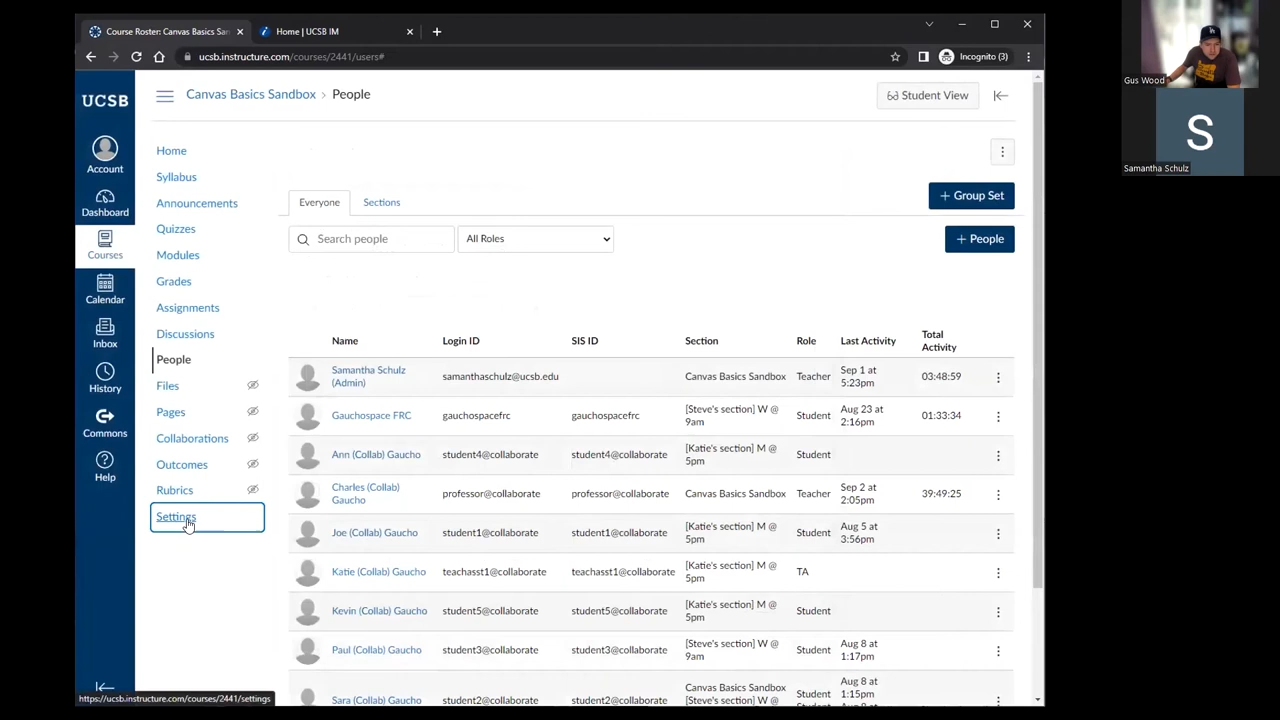 Course Roster: Canvas Basics San
Home | UCSB IM
ucsb.instructure.com/courses/2441/users#
Incognito (3)
Gus Wood
Samantha Schulz
S
UCSB
Account
Dashboard
Courses
Calendar
Inbox
History
Commons
Help
Canvas Basics Sandbox > People
Student View
Home
Syllabus
Announcements
Quizzes
Modules
Grades
Assignments
Discussions
People
Files
Pages
Collaborations
Outcomes
Rubrics
Settings
+ Group Set
Everyone
Sections
Search people
All Roles
+ People
Name Login ID SIS ID Section Role Last Activity Total
Activity
Samantha Schulz
(Admin)
samanthaschulz@ucsb.edu
Canvas Basics Sandbox
Teacher
Sep 1 at
5:23pm
03:48:59
Gauchospace FRC
gauchospacefrc
gauchospacefrc
[Steve's section] W @
9am
Student
Aug 23 at
2:16pm
01:33:34
Ann (Collab) Gaucho
student4@collaborate
student4@collaborate
[Katie's section] M @
5pm
Student
Charles (Collab)
Gaucho
professor@collaborate
professor@collaborate
Canvas Basics Sandbox
Teacher
Sep 2 at
2:05pm
39:49:25
Joe (Collab) Gaucho
student1@collaborate
student1@collaborate
[Katie's section] M @
5pm
Student
Aug 5 at
3:56pm
Katie (Collab) Gaucho
teachasst1@collaborate
teachasst1@collaborate
[Katie's section] M @
5pm
TA
Kevin (Collab) Gaucho
student5@collaborate
student5@collaborate
[Katie's section] M @
5pm
Student
Paul (Collab) Gaucho
student3@collaborate
student3@collaborate
[Steve's section] W @
9am
Student
Aug 8 at
1:17pm
Sara (Collab) Gaucho
student2@collaborate
student2@collaborate
Canvas Basics Sandbox
[Steve's section] W @
Student
Student
Aug 8 at
1:15pm
Aug 8 at
https://ucsb.instructure.com/courses/2441/settings